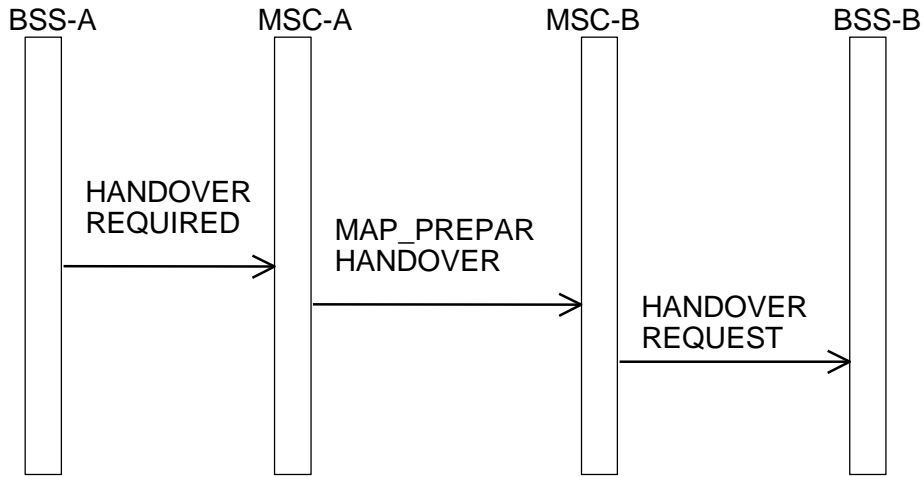 BSS-A MSC-A MSC-B BSS-B
HANDOVER
REQUIRED
MAP_PREPAR
HANDOVER
HANDOVER
REQUEST